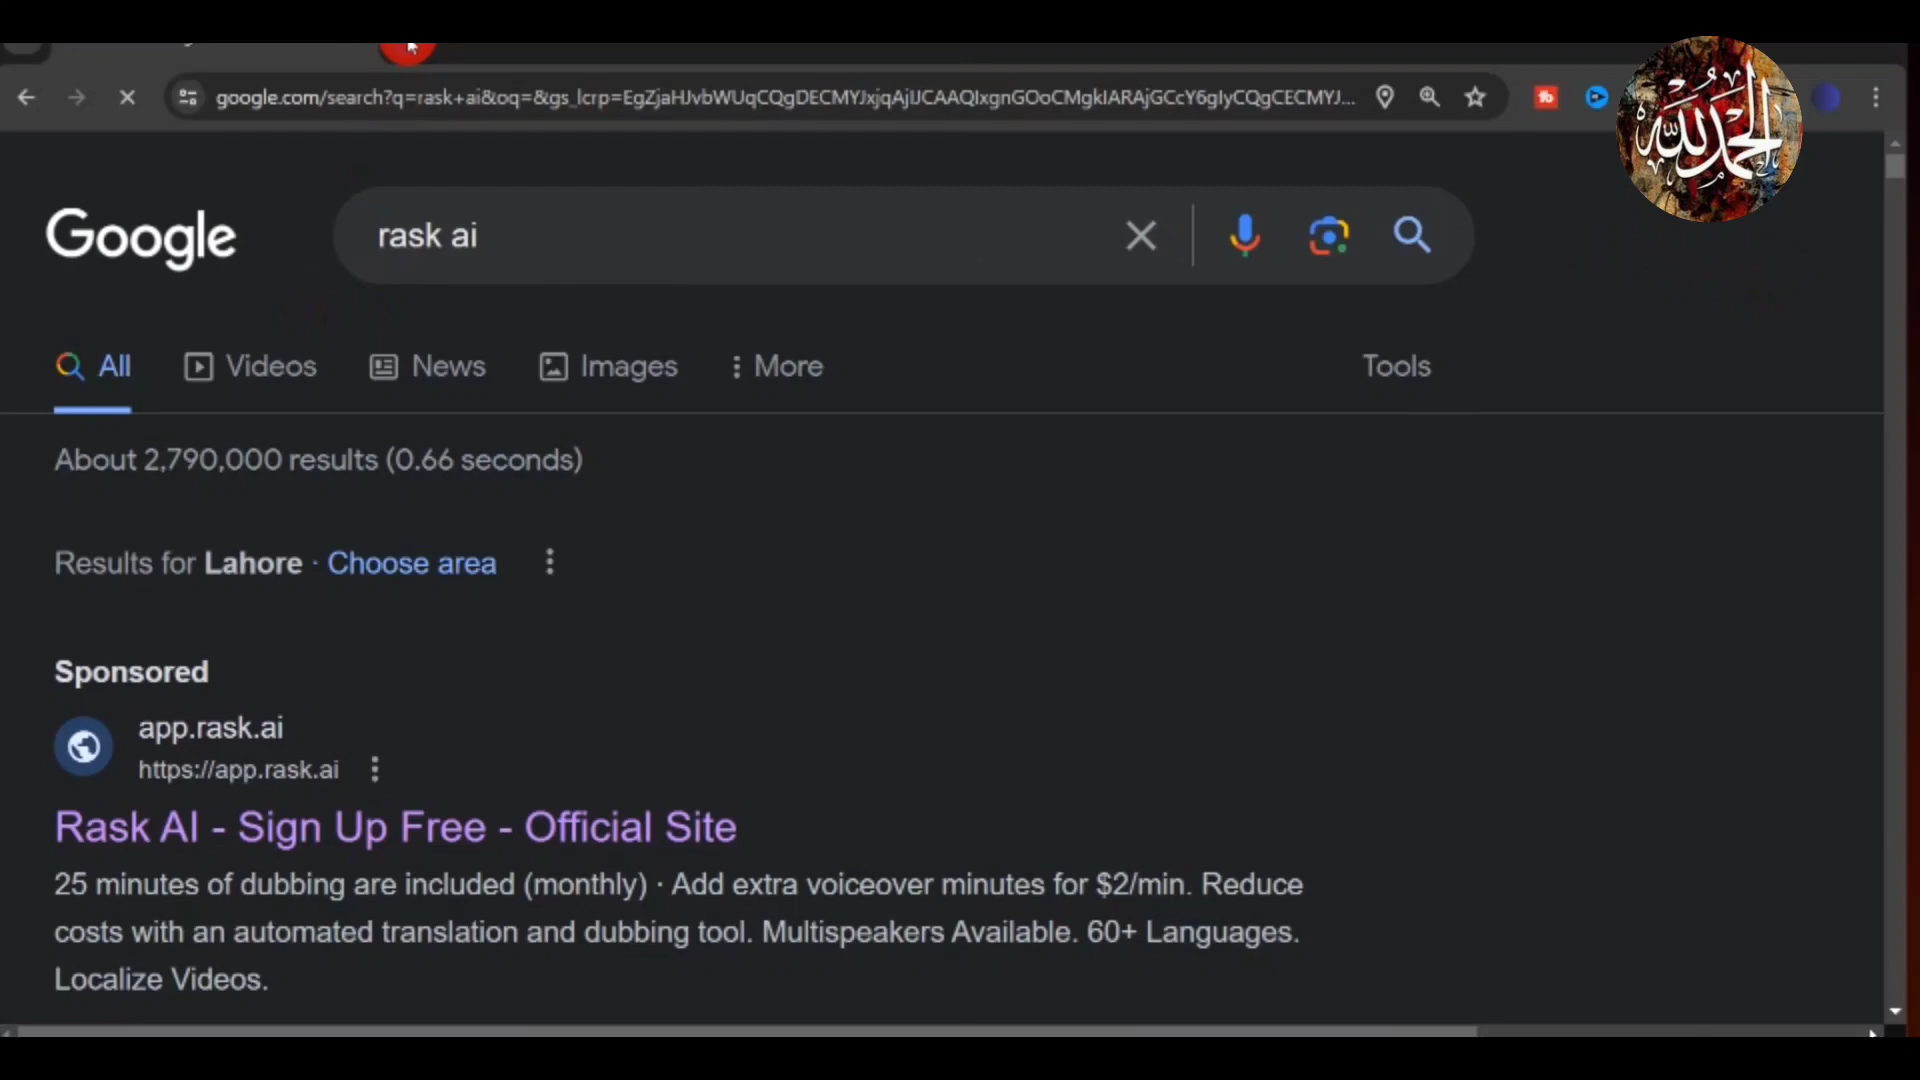 google.com/search?q=rask+ai&oq=&gs_lcrp=EgZjaHJvbWUqCQgDECMYJxjqAjIJCAAQIxgnGOoCMgkIARAjGCcY6gIyCQgCECMYJ...
الحمد لله
Google
rask ai
All Videos News Images More Tools
About 2,790,000 results (0.66 seconds)
Results for Lahore · Choose area
Sponsored
app.rask.ai
https://app.rask.ai
Rask AI - Sign Up Free - Official Site
25 minutes of dubbing are included (monthly) · Add extra voiceover minutes for $2/min. Reduce
costs with an automated translation and dubbing tool. Multispeakers Available. 60+ Languages.
Localize Videos.